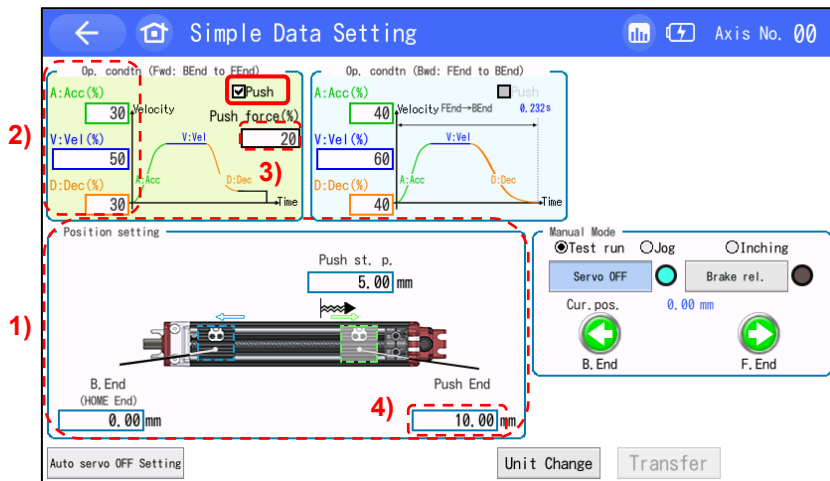 Simple Data Setting
Axis No. 00
Op. condtn (Fwd: BEnd to FEnd)
A:Acc(%)
30
Velocity
Push
Push force(%)
20
2)
V:Vel(%)
50
V:Vel
3)
D:Dec(%)
30
A:Acc
D:Dec
Time
Op. condtn (Bwd: FEnd to BEnd)
A:Acc(%)
40
Push
Velocity
FEnd→BEnd
0.232s
V:Vel(%)
60
V:Vel
D:Dec(%)
40
A:Acc
D:Dec
Time
Position setting
Push st. p.
5.00 mm
1)
B.End
(HOME End)
0.00 mm
Push End
4)
10.00 mm
Manual Mode
Test run Jog Inching
Servo OFF
Brake rel.
Cur.pos. 0.00 mm
B.End
F.End
Auto servo OFF Setting
Unit Change
Transfer